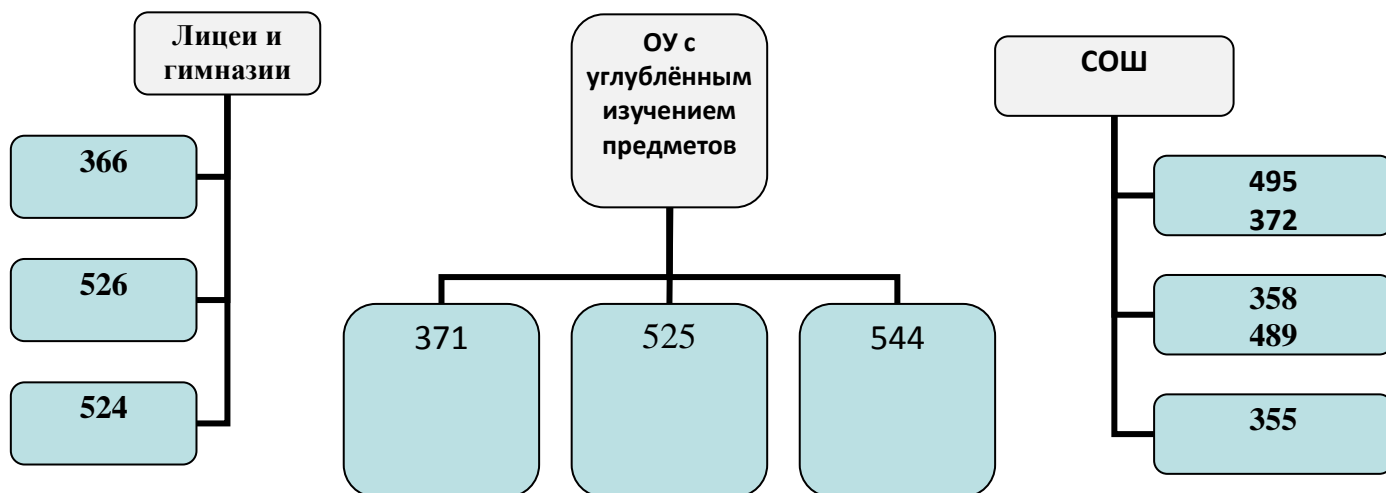 Лицеи и
гимназии
366
526
524
ОУ с
углублённым
изучением
предметов
371
525
544
СОШ
495
372
358
489
355